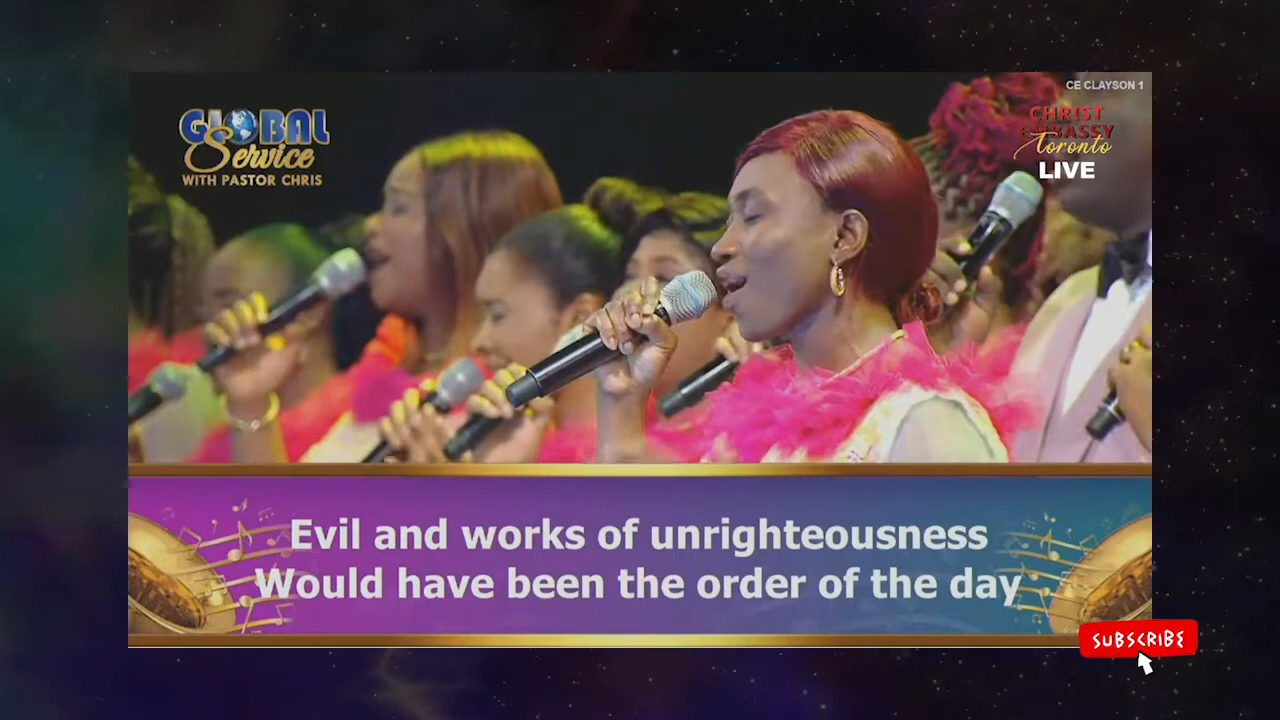 CE CLAYSON 1
GLOBAL
Service
WITH PASTOR CHRIS
CHRIST
EMBASSY
Toronto
LIVE
Evil and works of unrighteousness
Would have been the order of the day
SUBSCRIBE